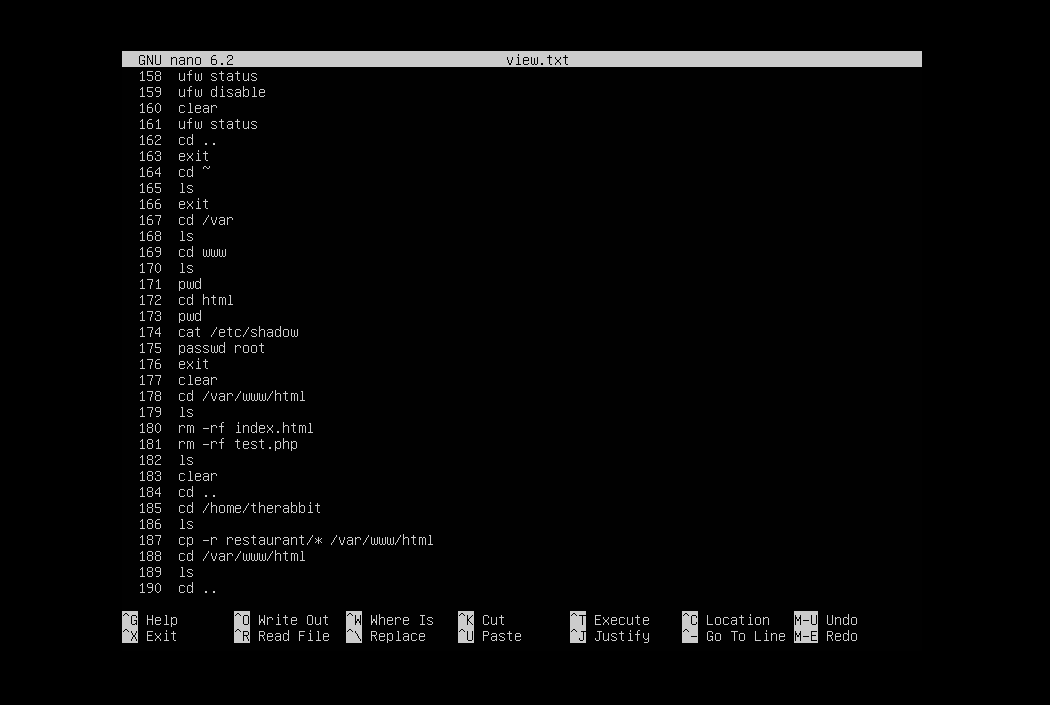 GNU nano 6.2 view.txt
158 ufw status
159 ufw disable
160 clear
161 ufw status
162 cd ..
163 exit
164 cd ~
165 ls
166 exit
167 cd /var
168 ls
169 cd www
170 ls
171 pwd
172 cd html
173 pwd
174 cat /etc/shadow
175 passwd root
176 exit
177 clear
178 cd /var/www/html
179 ls
180 rm -rf index.html
181 rm -rf test.php
182 ls
183 clear
184 cd ..
185 cd /home/therabbit
186 ls
187 cp -r restaurant/* /var/www/html
188 cd /var/www/html
189 ls
190 cd ..
^G Help ^O Write Out ^W Where Is ^K Cut ^T Execute ^C Location M-U Undo
^X Exit ^R Read File ^\ Replace ^U Paste ^J Justify ^- Go To Line M-E Redo